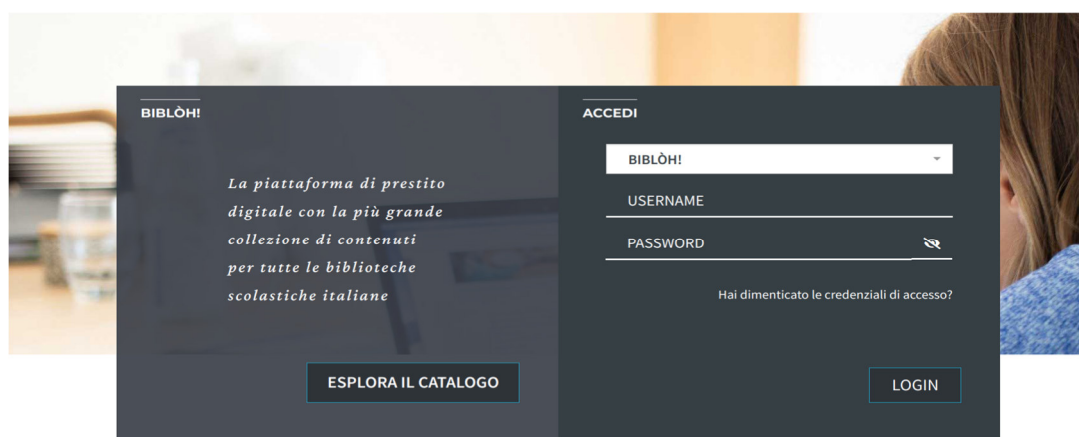 BIBLÒH!
La piattaforma di prestito
digitale con la più grande
collezione di contenuti
per tutte le biblioteche
scolastiche italiane
ESPLORA IL CATALOGO
ACCEDI
BIBLÒH!
USERNAME
PASSWORD
Hai dimenticato le credenziali di accesso?
LOGIN